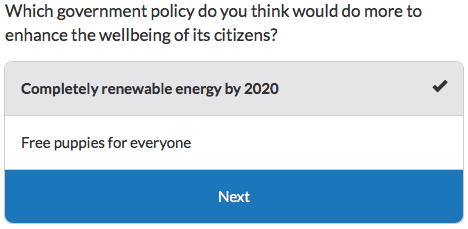 Which government policy do you think would do more to
enhance the wellbeing of its citizens?
Completely renewable energy by 2020
Free puppies for everyone
Next